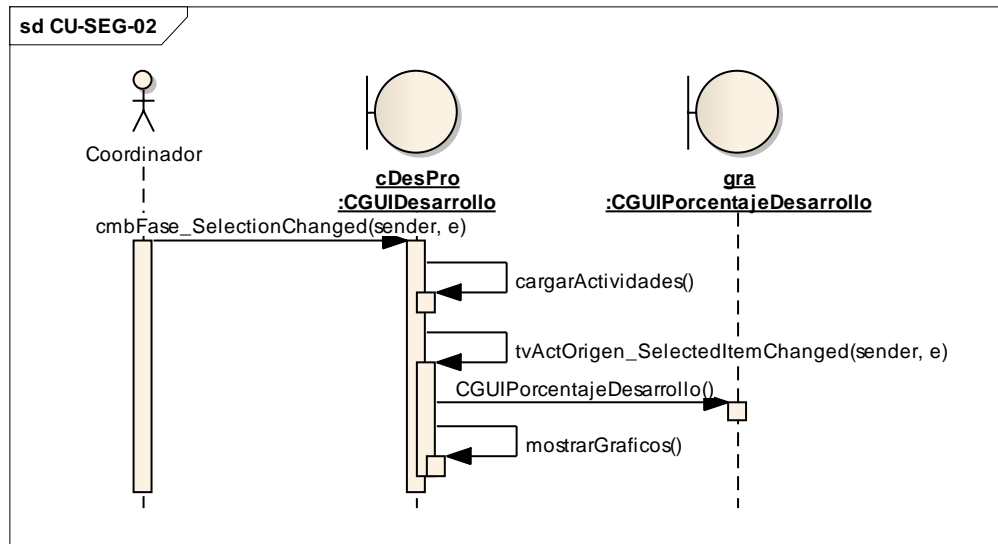 sd CU-SEG-02
Coordinador
cDesPro
:CGUIDesarrollo
gra
:CGUIPorcentajeDesarrollo
cmbFase_SelectionChanged(sender, e)
cargarActividades()
tvActOrigen_SelectedItemChanged(sender, e)
CGUIPorcentajeDesarrollo()
mostrarGraficos()